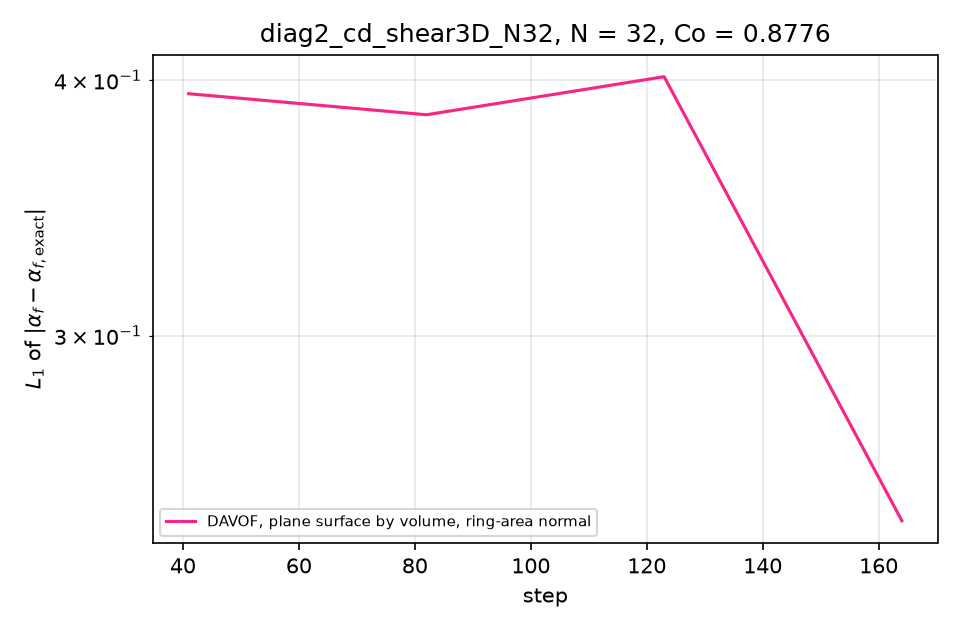 diag2_cd_shear3D_N32, N = 32, Co = 0.8776
L₁ of |α_f − α_{f,exact}|
4 × 10⁻¹
3 × 10⁻¹
DAVOF, plane surface by volume, ring-area normal
40 60 80 100 120 140 160
step